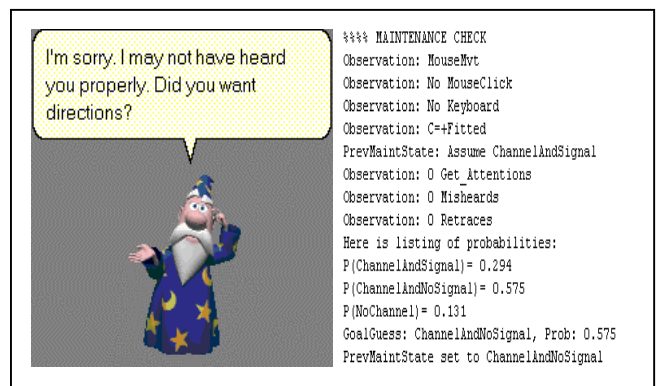 I'm sorry. I may not have heard
you properly. Did you want
directions?
%%%% MAINTENANCE CHECK
Observation: MouseMvt
Observation: No MouseClick
Observation: No Keyboard
Observation: C=+Fitted
PrevMaintState: Assume ChannelAndSignal
Observation: 0 Get_Attentions
Observation: 0 Misheards
Observation: 0 Retraces
Here is listing of probabilities:
P(ChannelAndSignal)= 0.294
P(ChannelAndNoSignal)= 0.575
P(NoChannel)= 0.131
GoalGuess: ChannelAndNoSignal, Prob: 0.575
PrevMaintState set to ChannelAndNoSignal